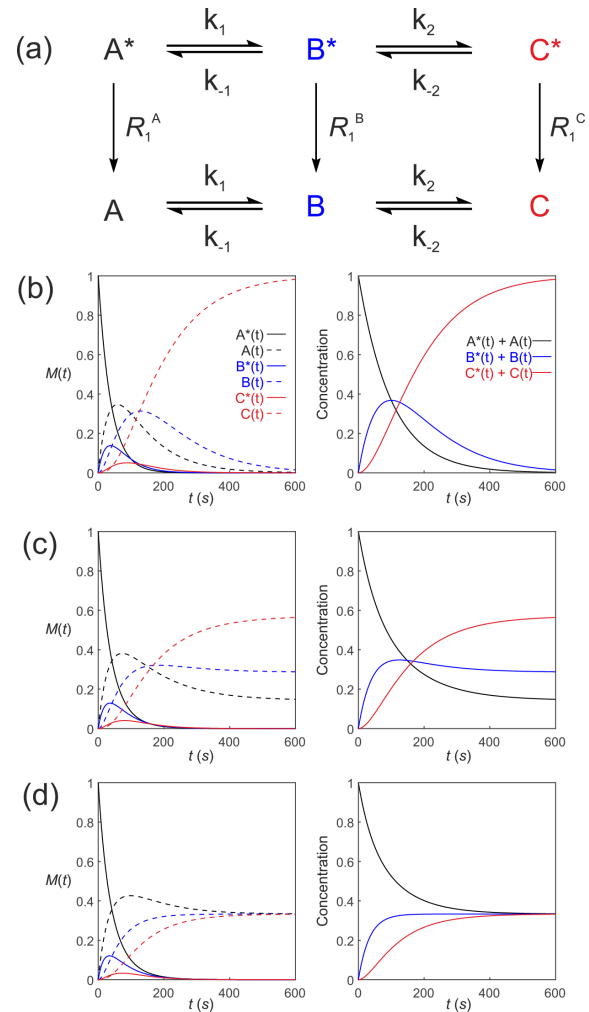 (a) A* k1 B* k2 C*
k-1 k-2
R1A R1B R1C
A k1 B k2 C
k-1 k-2
(b)
1
0.8
0.6
0.4
0.2
0
M(t)
A*(t)
A(t)
B*(t)
B(t)
C*(t)
C(t)
0 200 400 600
t (s)
1
0.8
0.6
0.4
0.2
0
Concentration
A*(t) + A(t)
B*(t) + B(t)
C*(t) + C(t)
0 200 400 600
t (s)
(c)
1
0.8
0.6
0.4
0.2
0
M(t)
0 200 400 600
t (s)
1
0.8
0.6
0.4
0.2
0
Concentration
0 200 400 600
t (s)
(d)
1
0.8
0.6
0.4
0.2
0
M(t)
0 200 400 600
t (s)
1
0.8
0.6
0.4
0.2
0
Concentration
0 200 400 600
t (s)